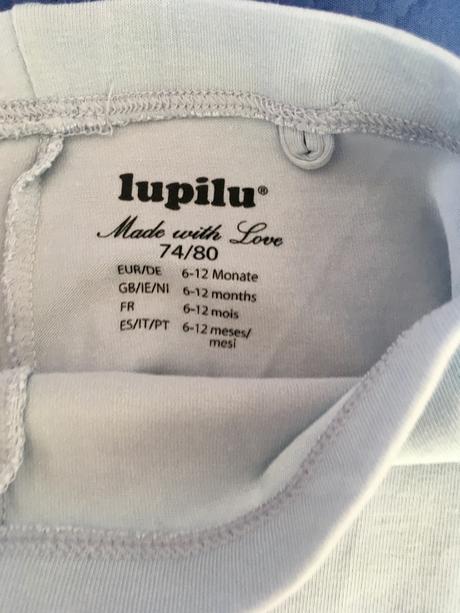 lupilu®
Made with Love
74/80
EUR/DE 6-12 Monate
GB/IE/NI 6-12 months
FR 6-12 mois
ES/IT/PT 6-12 meses/
mesi